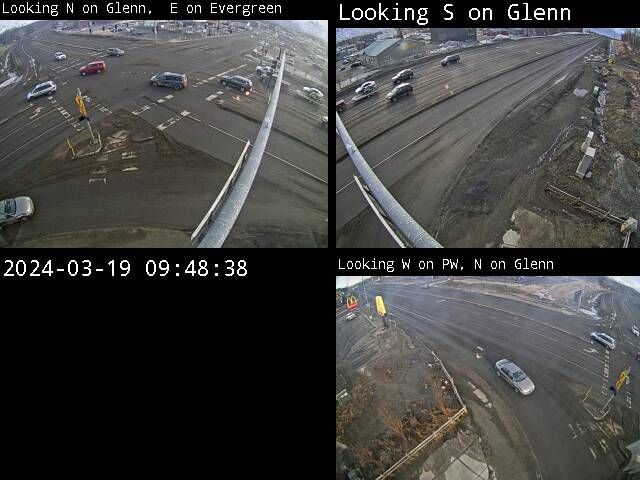 Looking N on Glenn,  E on Evergreen
Looking S on Glenn
2024-03-19 09:48:38
Looking W on PW, N on Glenn